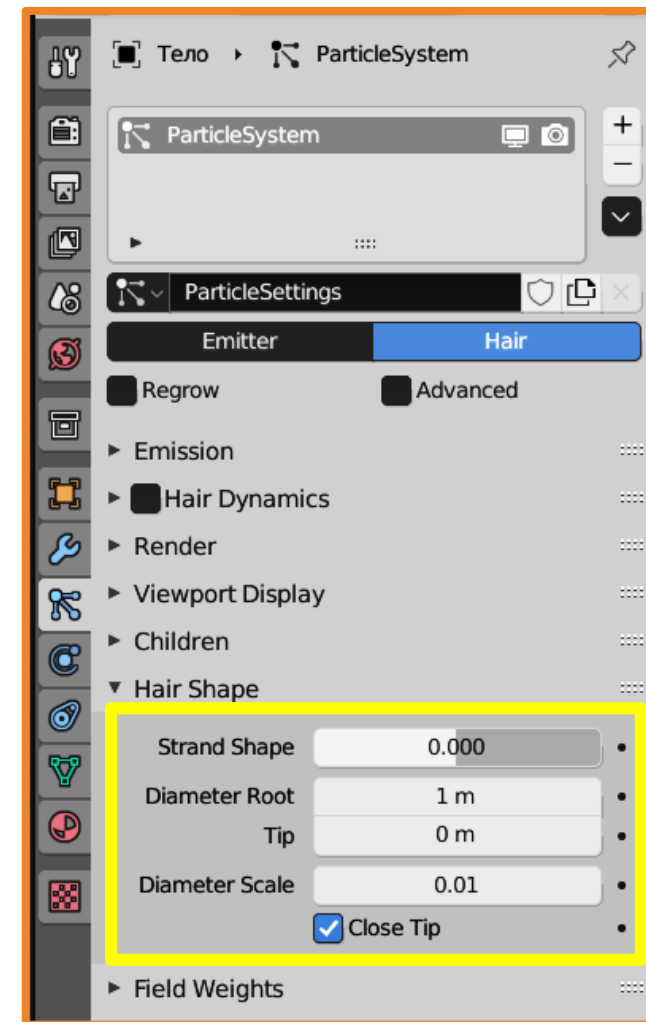 Тело ParticleSystem
ParticleSystem
ParticleSettings
Emitter Hair
Regrow Advanced
Emission
Hair Dynamics
Render
Viewport Display
Children
Hair Shape
Strand Shape 0.000
Diameter Root 1 m
Tip 0 m
Diameter Scale 0.01
Close Tip
Field Weights